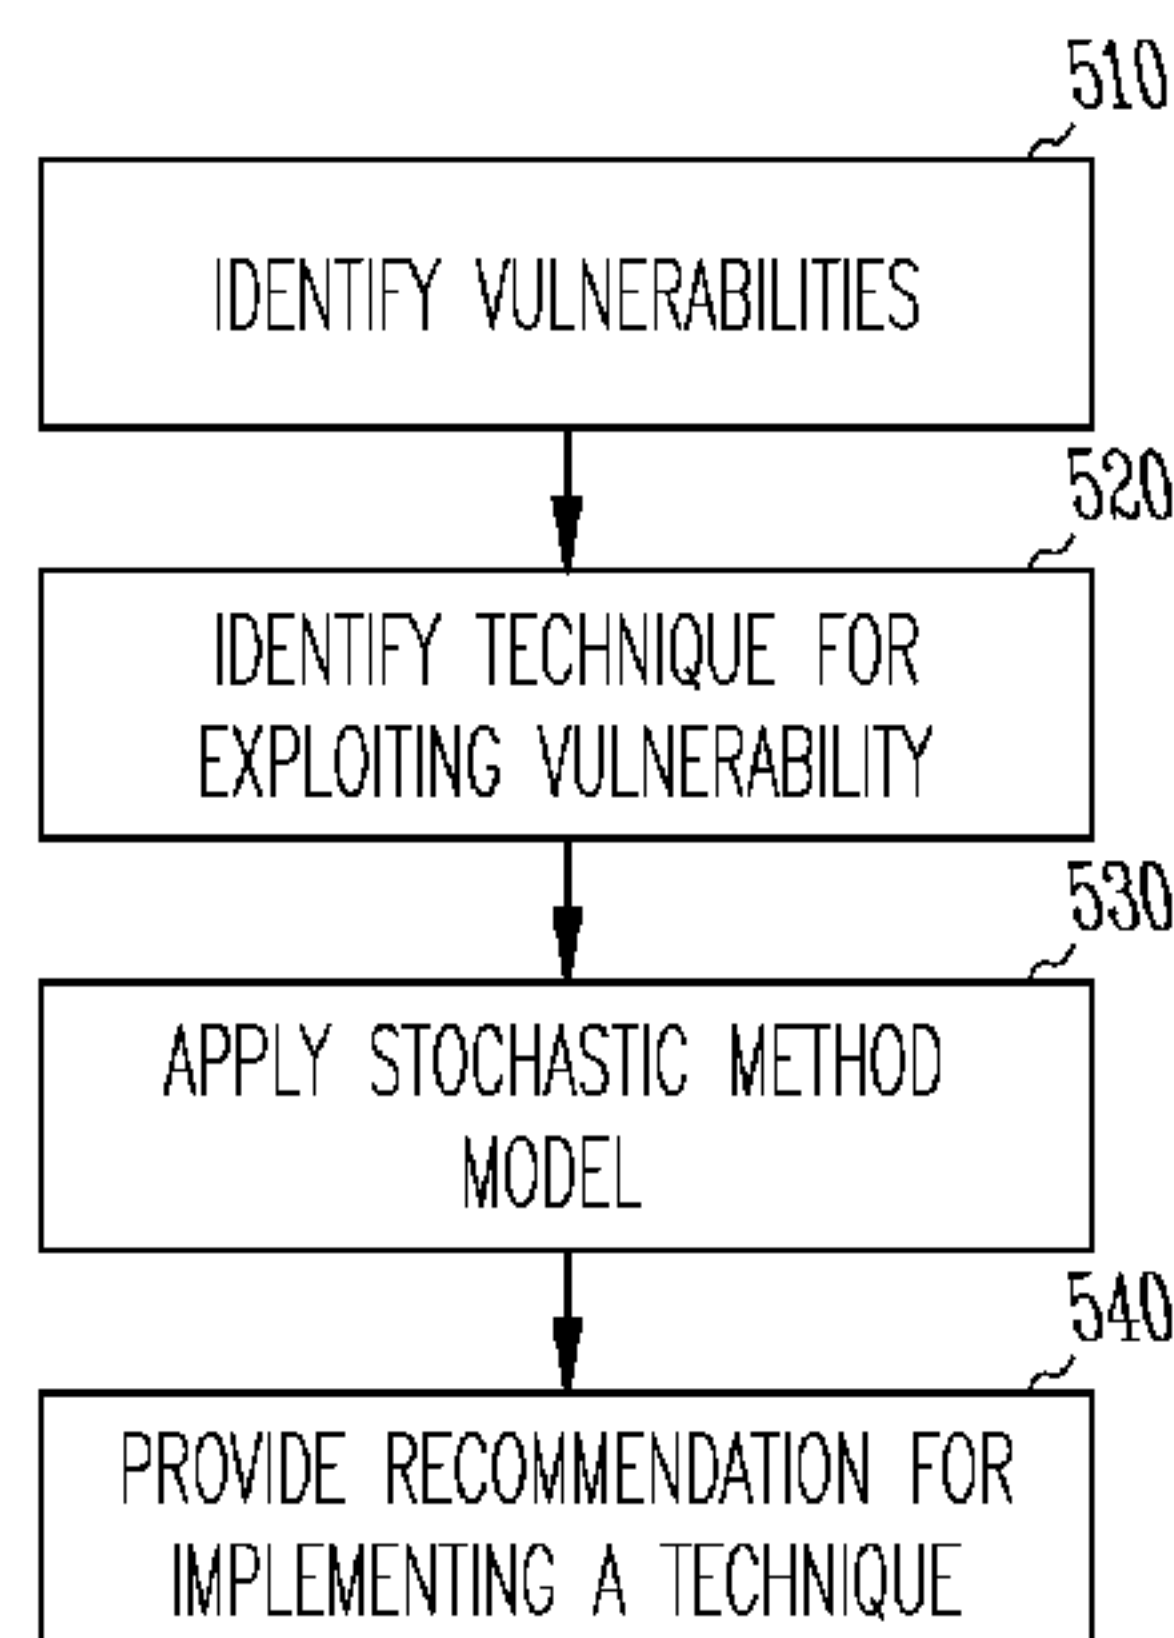 510
IDENTIFY VULNERABILITIES
520
IDENTIFY TECHNIQUE FOR
EXPLOITING VULNERABILITY
530
APPLY STOCHASTIC METHOD
MODEL
540
PROVIDE RECOMMENDATION FOR
IMPLEMENTING A TECHNIQUE